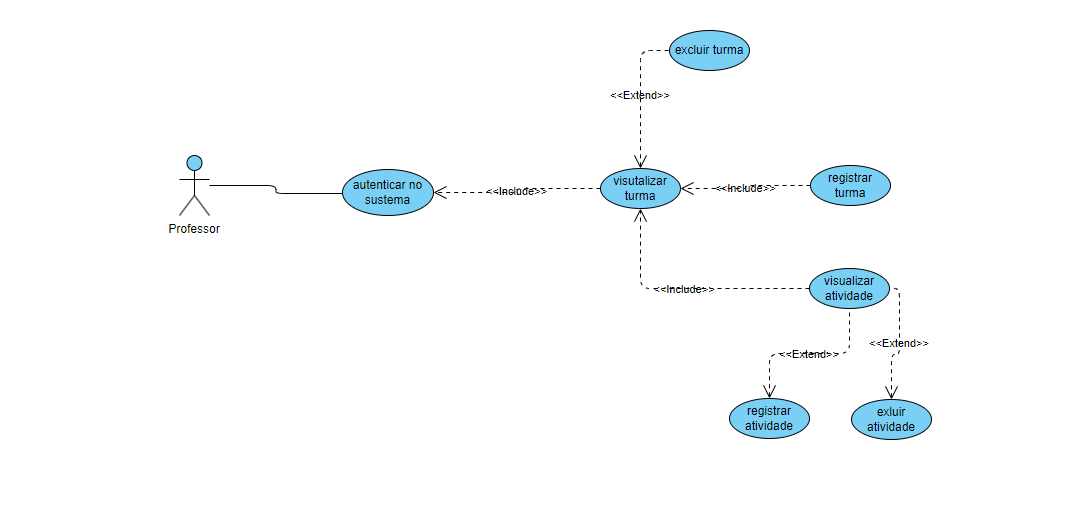 excluir turma
<<Extend>>
Professor
autenticar no
sustema
<<Include>>
visutalizar
turma
<<Include>>
registrar
turma
<<Include>>
visualizar
atividade
<<Extend>>
<<Extend>>
registrar
atividade
exluir
atividade